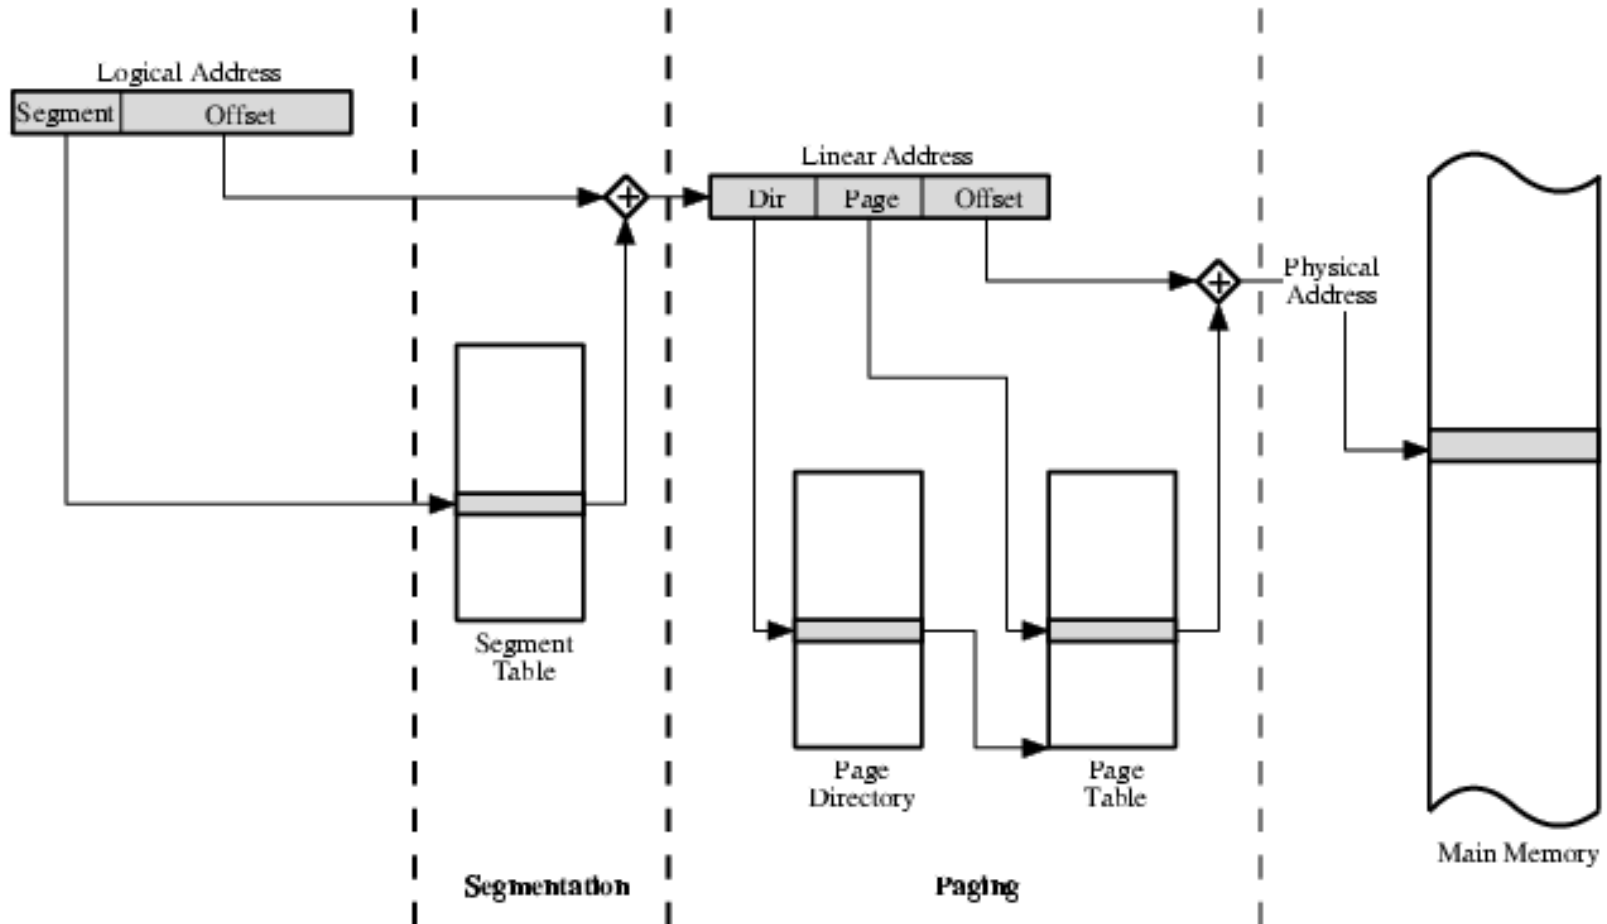 Logical Address
Segment Offset
Linear Address
Dir Page Offset
Physical
Address
Segment
Table
Page
Directory
Page
Table
Main Memory
Segmentation
Paging